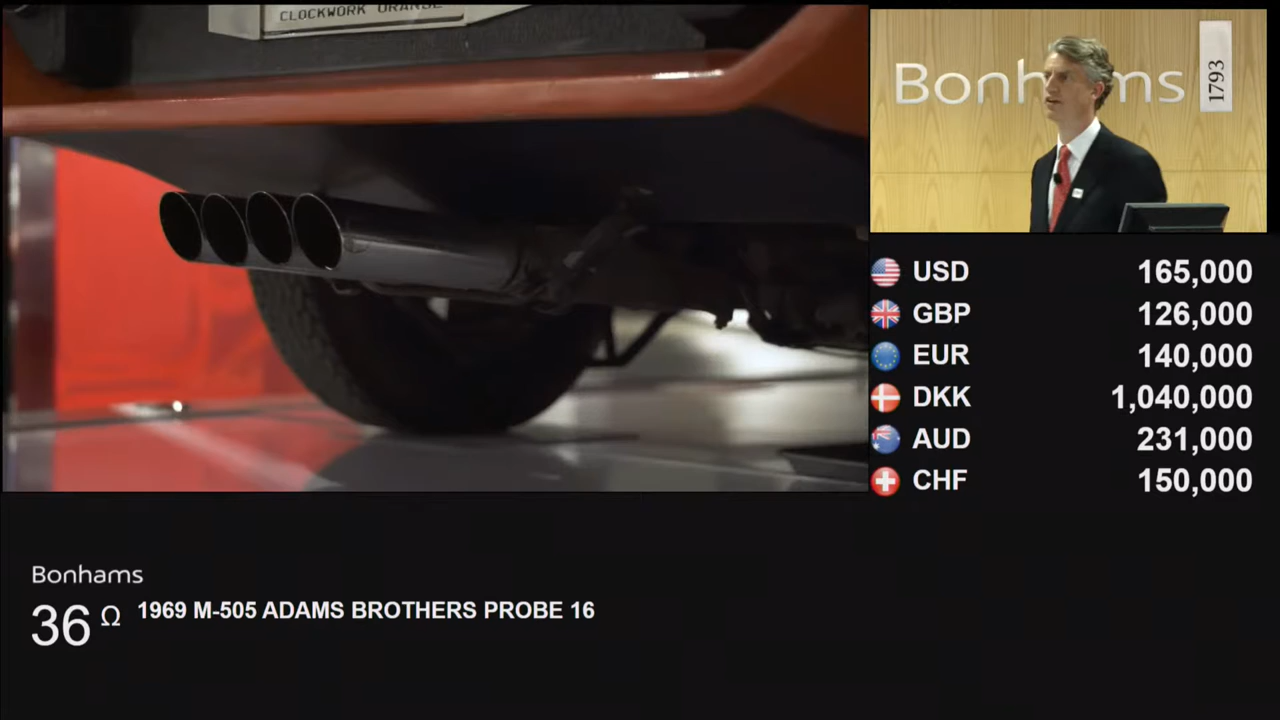 CLOCKWORK ORANGE
Bonhams
1793
USD 165,000
GBP 126,000
EUR 140,000
DKK 1,040,000
AUD 231,000
CHF 150,000
Bonhams
36 Ω 1969 M-505 ADAMS BROTHERS PROBE 16